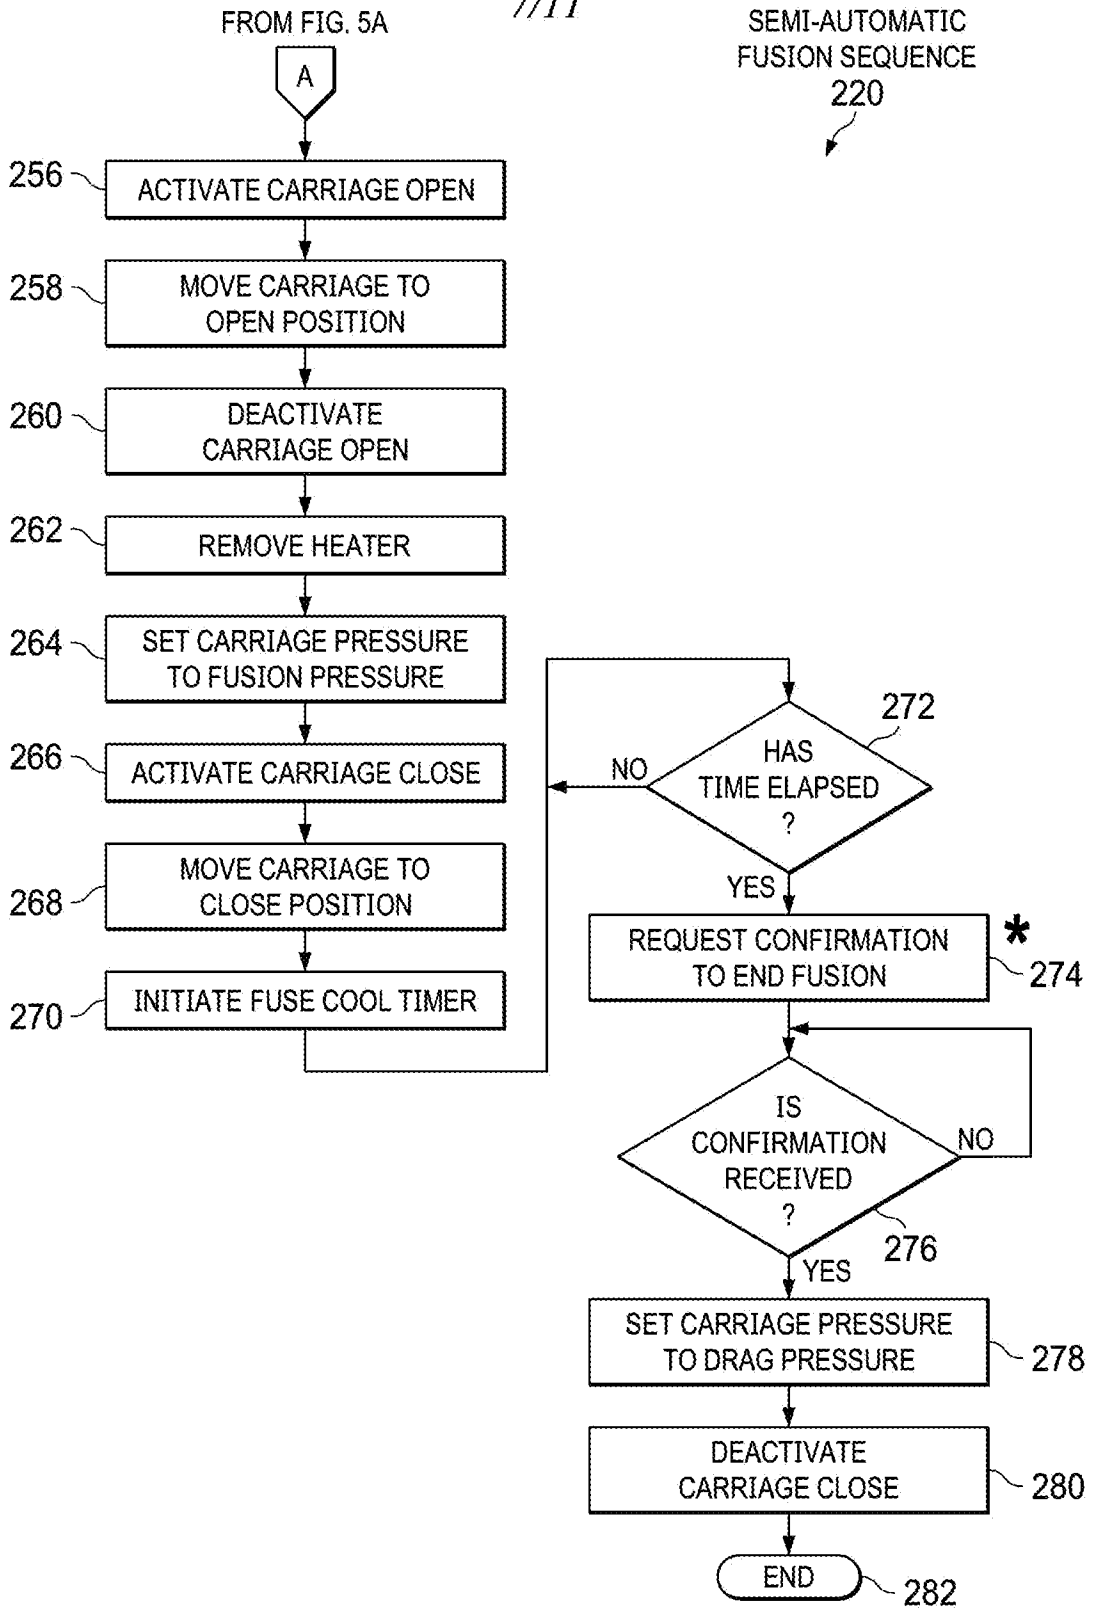 7/11
FROM FIG. 5A
SEMI-AUTOMATIC
FUSION SEQUENCE
220
A
256
ACTIVATE CARRIAGE OPEN
258
MOVE CARRIAGE TO
OPEN POSITION
260
DEACTIVATE
CARRIAGE OPEN
262
REMOVE HEATER
264
SET CARRIAGE PRESSURE
TO FUSION PRESSURE
266
ACTIVATE CARRIAGE CLOSE
268
MOVE CARRIAGE TO
CLOSE POSITION
270
INITIATE FUSE COOL TIMER
272
HAS
TIME ELAPSED
?
NO
YES
REQUEST CONFIRMATION
TO END FUSION
*
274
IS
CONFIRMATION
RECEIVED
?
NO
276
YES
SET CARRIAGE PRESSURE
TO DRAG PRESSURE
278
DEACTIVATE
CARRIAGE CLOSE
280
END
282